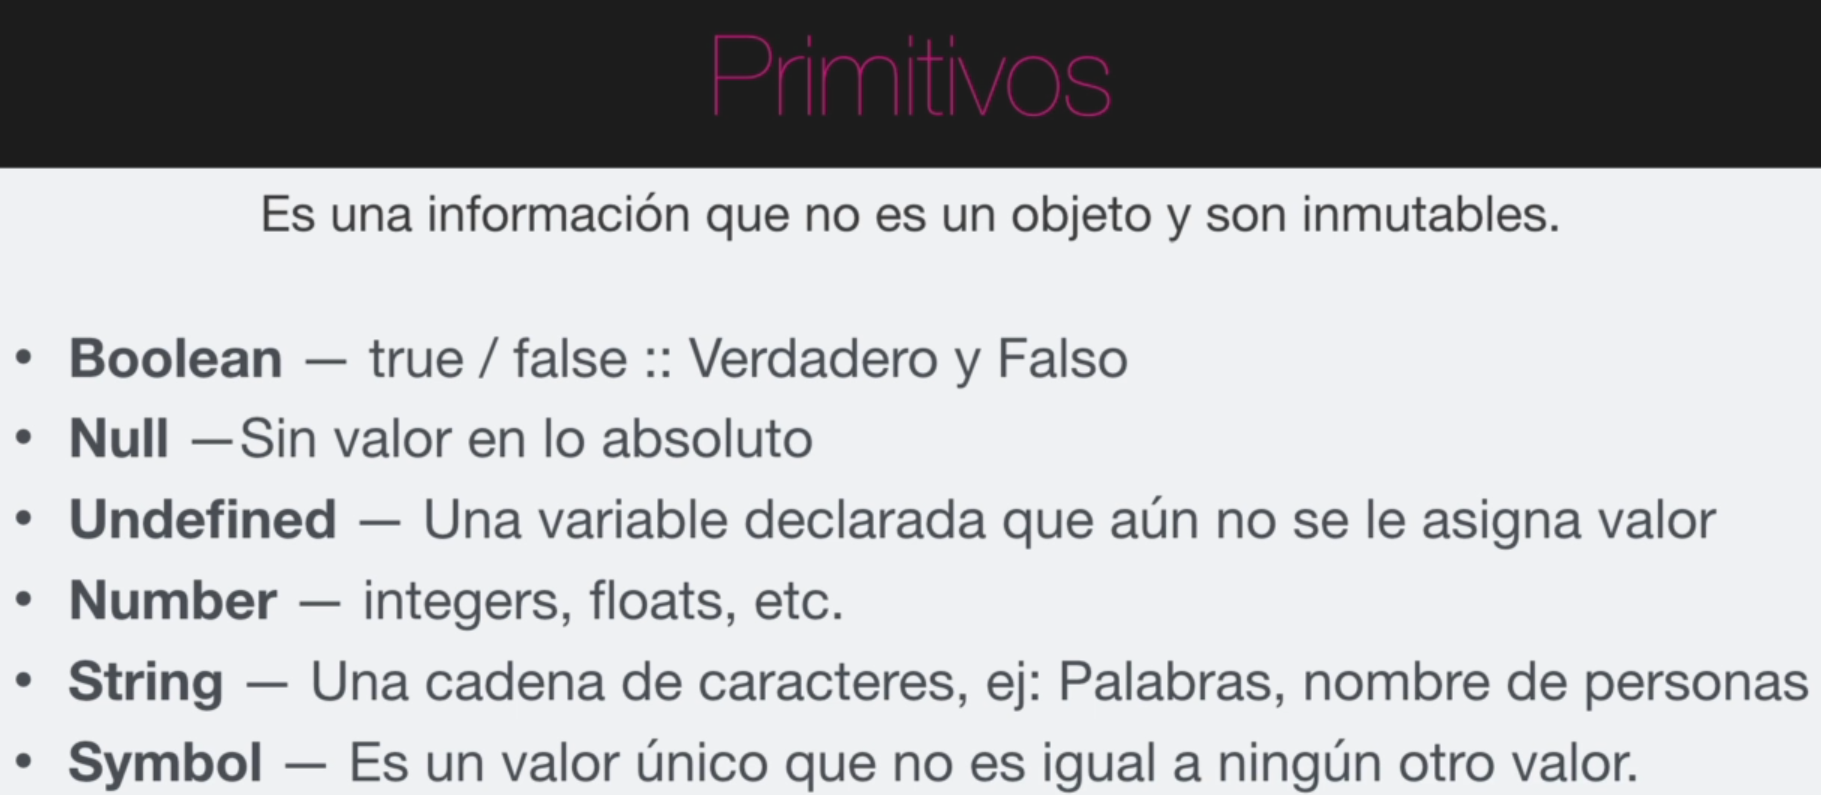 Primitivos
Es una información que no es un objeto y son inmutables.
• Boolean — true / false :: Verdadero y Falso
• Null —Sin valor en lo absoluto
• Undefined — Una variable declarada que aún no se le asigna valor
• Number — integers, floats, etc.
• String — Una cadena de caracteres, ej: Palabras, nombre de personas
• Symbol — Es un valor único que no es igual a ningún otro valor.